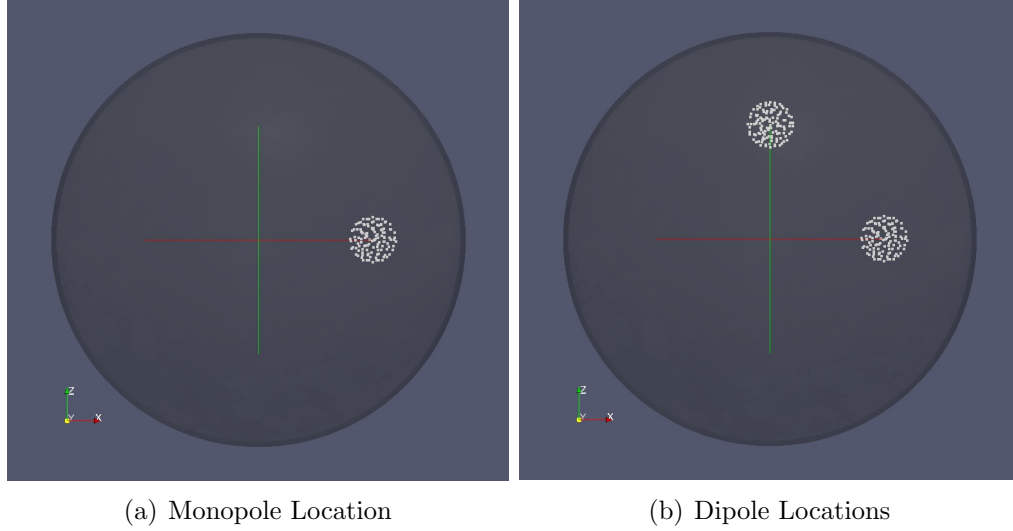 Z
Y X
Z
Y X
(a) Monopole Location
(b) Dipole Locations